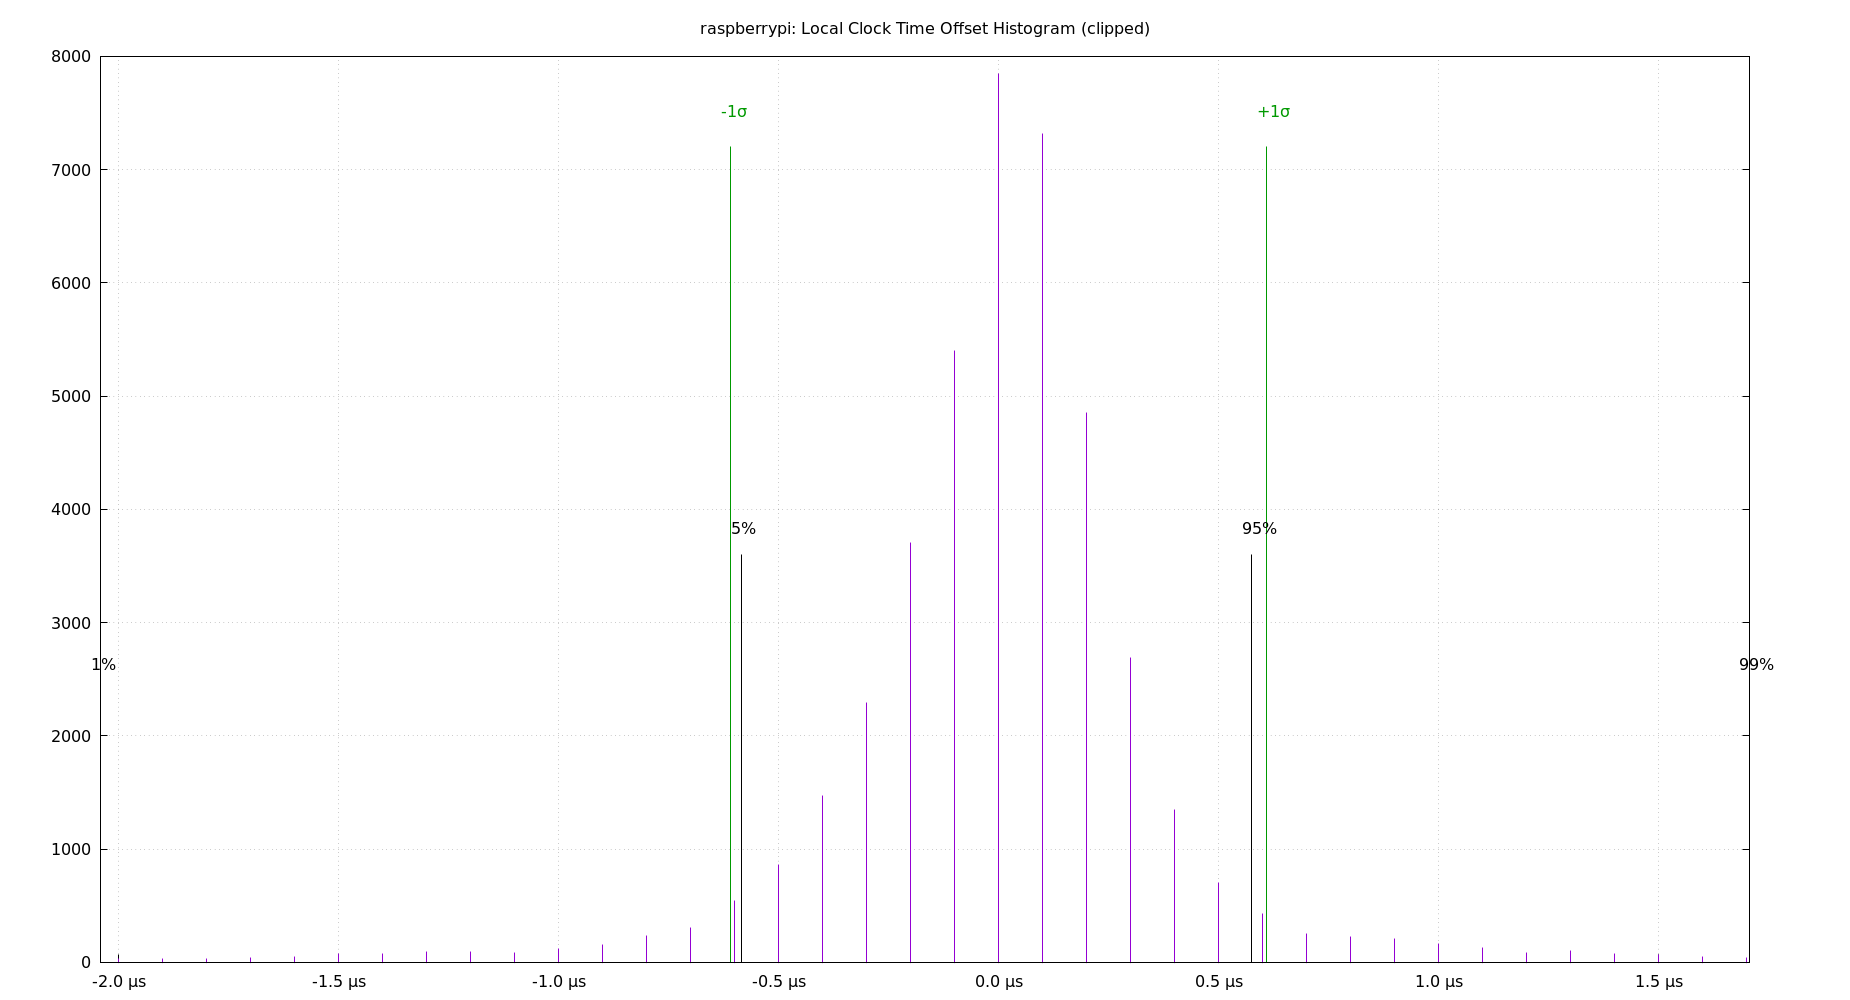 raspberrypi: Local Clock Time Offset Histogram (clipped)
8000
-1σ
+1σ
7000
6000
5000
4000
5%
95%
3000
1%
99%
2000
1000
0
-2.0 µs
-1.5 µs
-1.0 µs
-0.5 µs
0.0 µs
0.5 µs
1.0 µs
1.5 µs